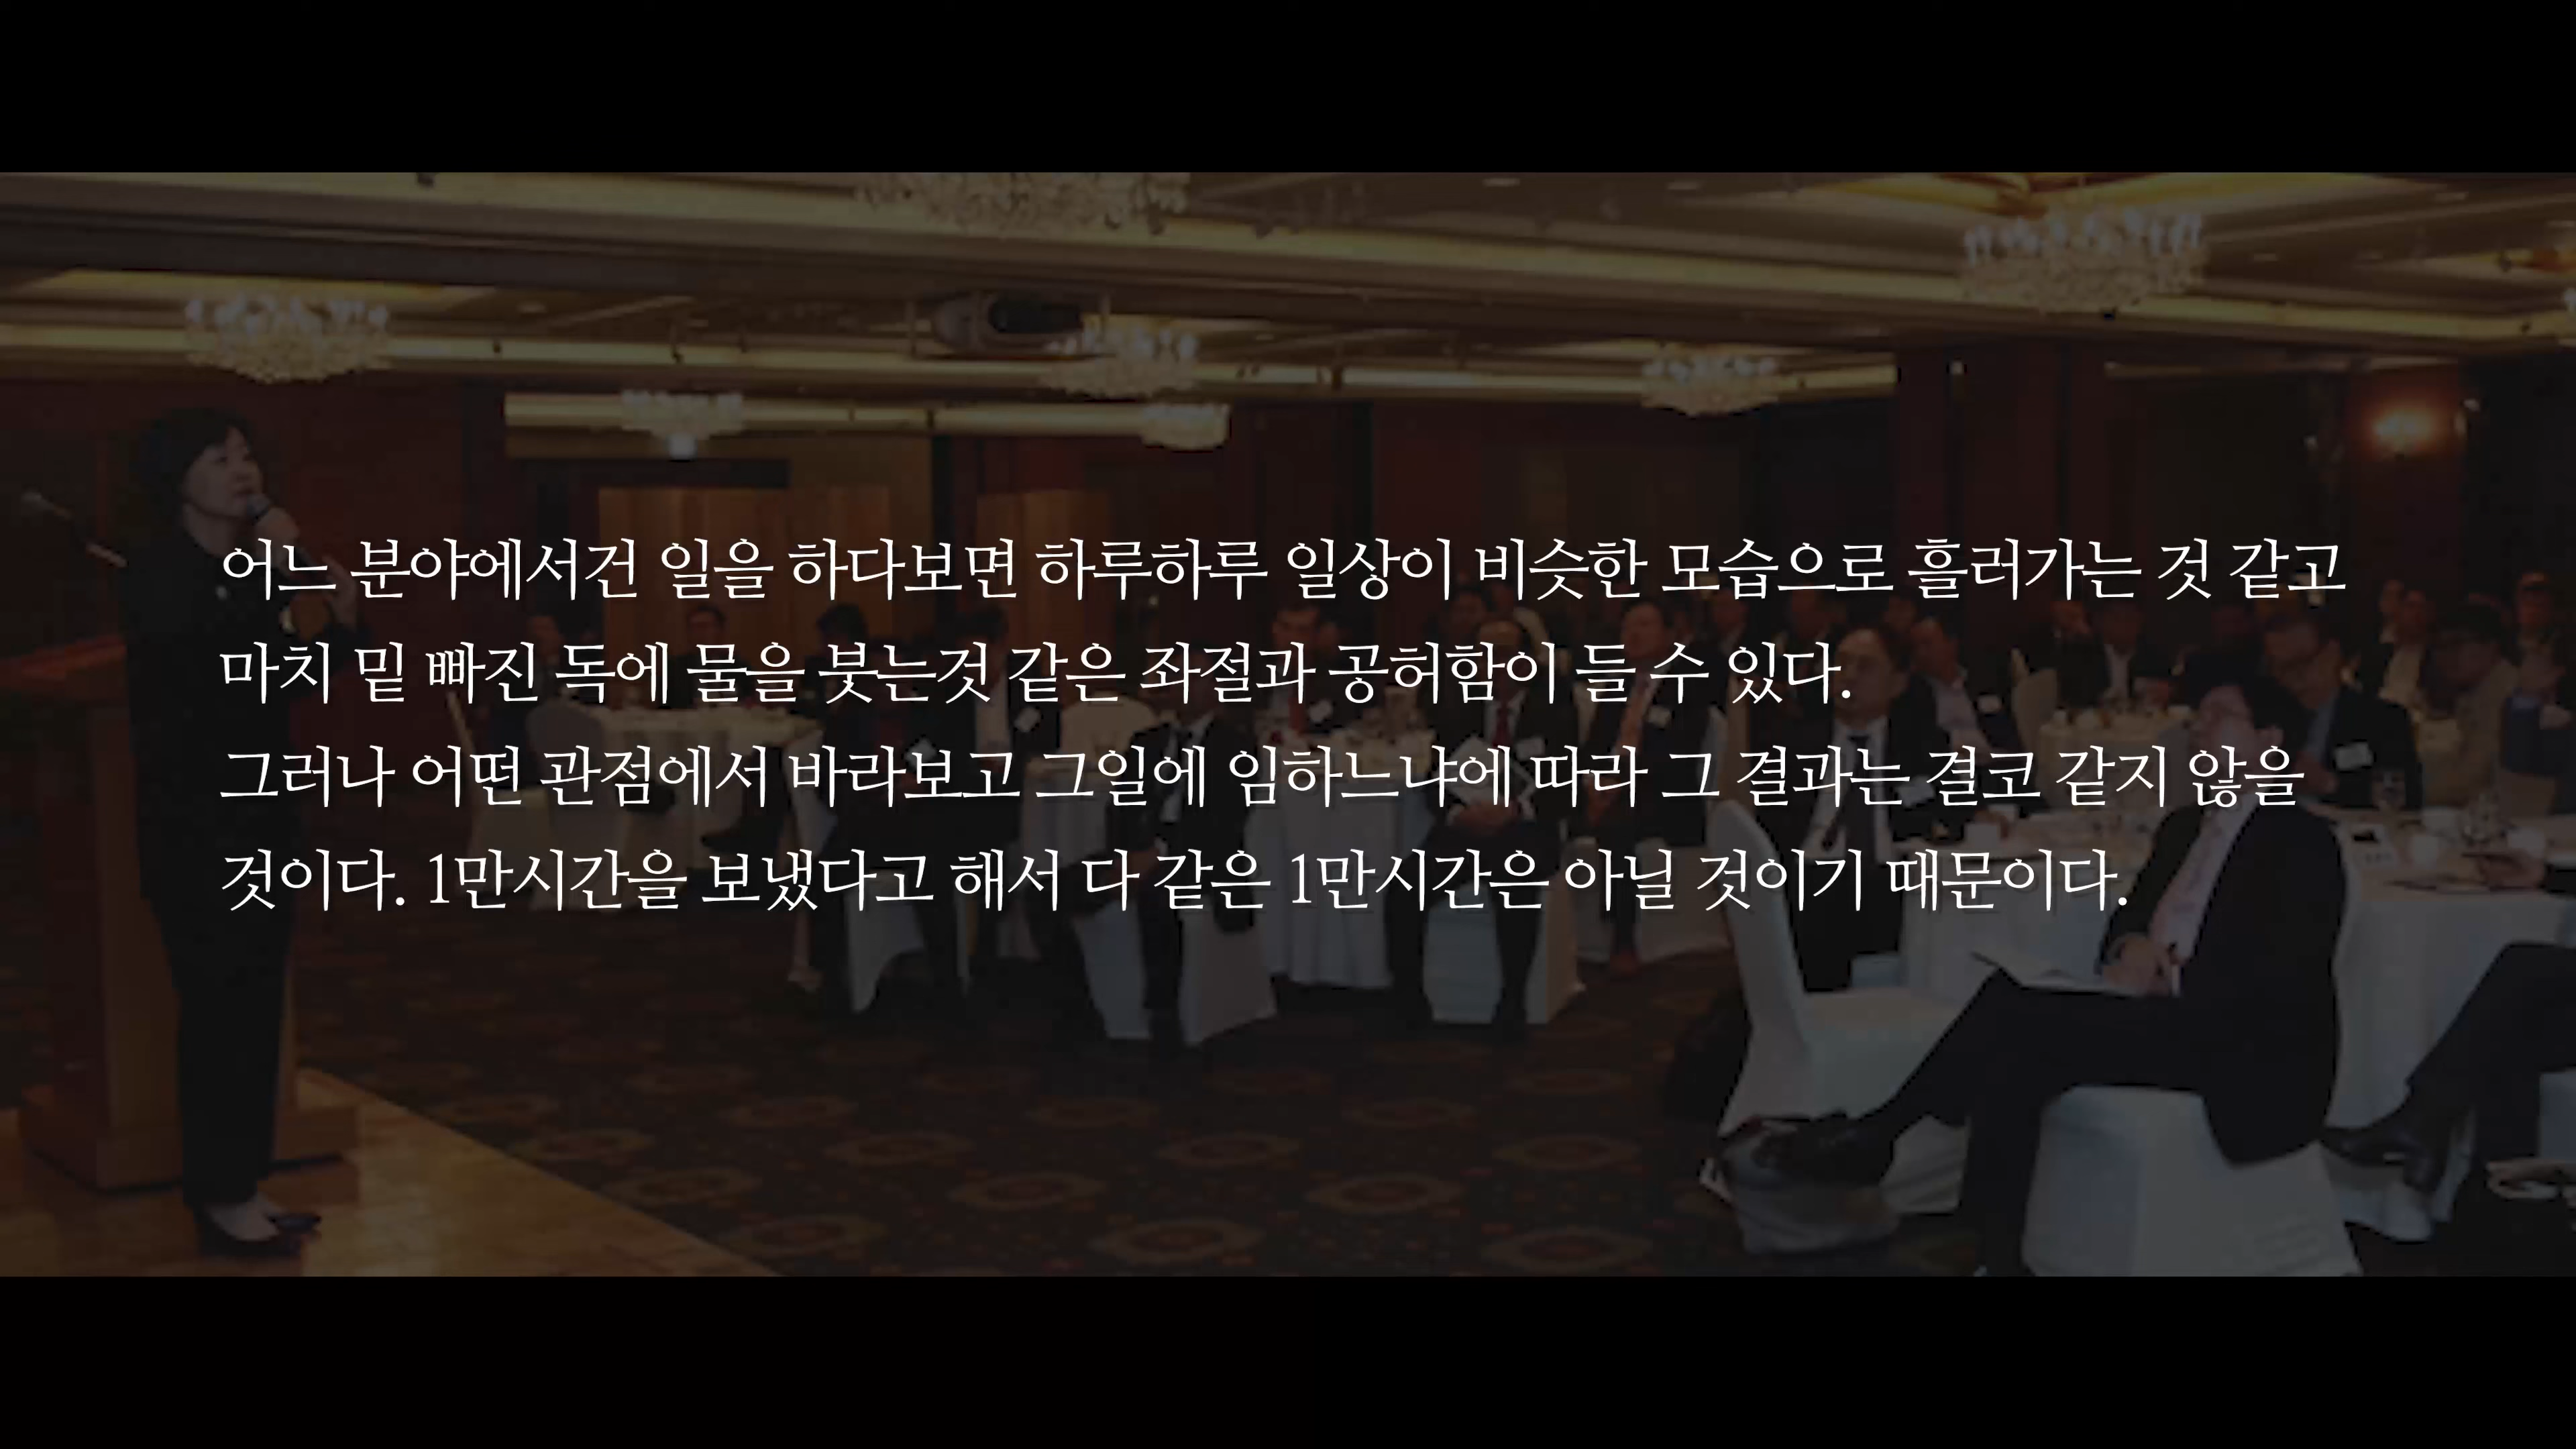 어느 분야에서건 일을 하다보면 하루하루 일상이 비슷한 모습으로 흘러가는 것 같고
마치 밑 빠진 독에 물을 붓는것 같은 좌절과 공허함이 들 수 있다.
그러나 어떤 관점에서 바라보고 그일에 임하느냐에 따라 그 결과는 결코 같지 않을
것이다. 1만시간을 보냈다고 해서 다 같은 1만시간은 아닐 것이기 때문이다.